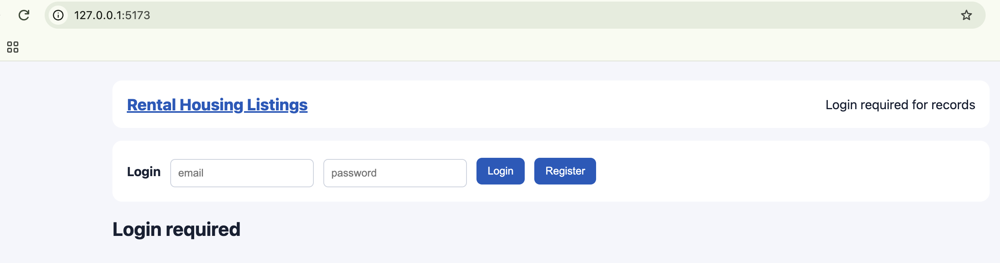 127.0.0.1:5173
Rental Housing Listings
Login required for records
Login
email
password
Login
Register
Login required